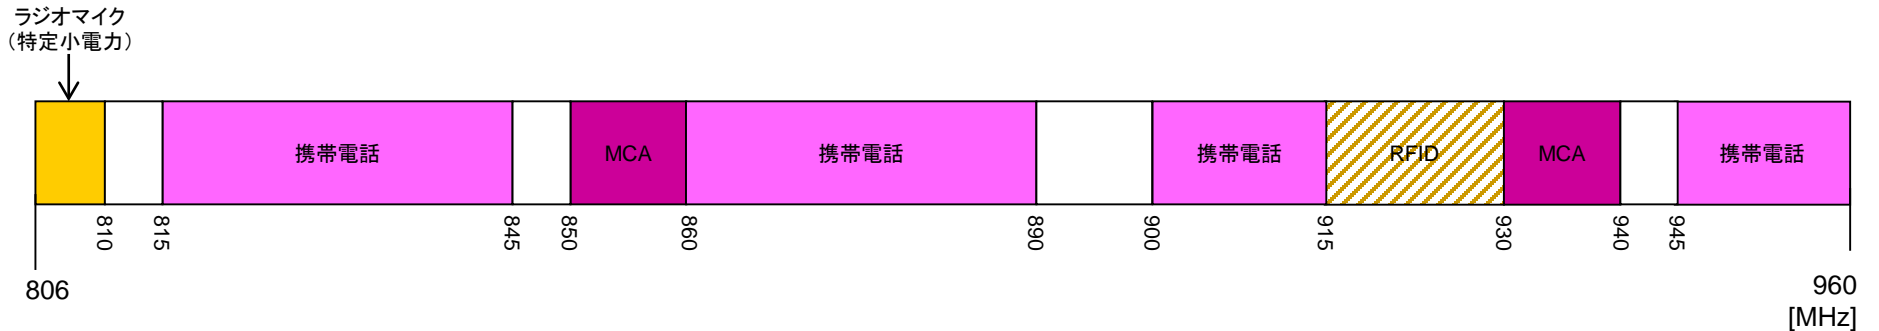 ラジオマイク
（特定小電力）
携帯電話
MCA
携帯電話
携帯電話
RFID
MCA
携帯電話
810
815
845
850
860
890
900
915
930
940
945
806
960
[MHz]